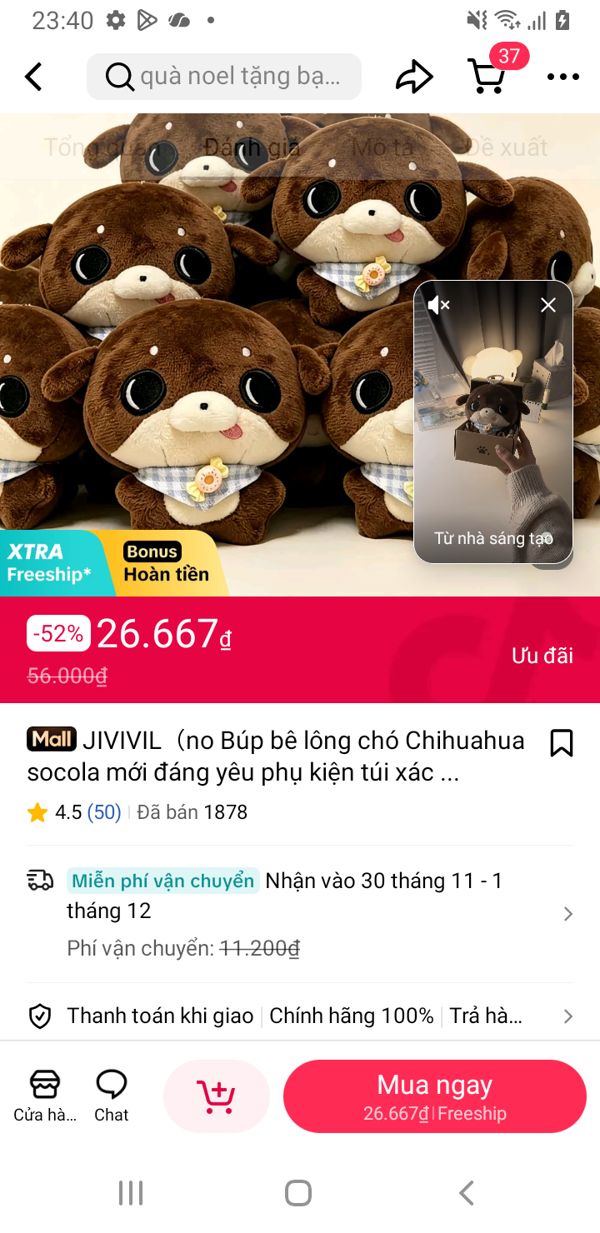 23:40
37
quà noel tặng bạ...
Tổng quan Đánh giá Mô tả Đề xuất
Từ nhà sáng tạo
XTRA
Freeship*
Bonus
Hoàn tiền
-52% 26.667₫
56.000₫
Ưu đãi
Mall JIVIVIL（no Búp bê lông chó Chihuahua
socola mới đáng yêu phụ kiện túi xác ...
4.5 (50) Đã bán 1878
Miễn phí vận chuyển Nhận vào 30 tháng 11 - 1
tháng 12
Phí vận chuyển: 11.200₫
Thanh toán khi giao Chính hãng 100% Trả hà...
Cửa hà...
Chat
Mua ngay
26.667₫ Freeship